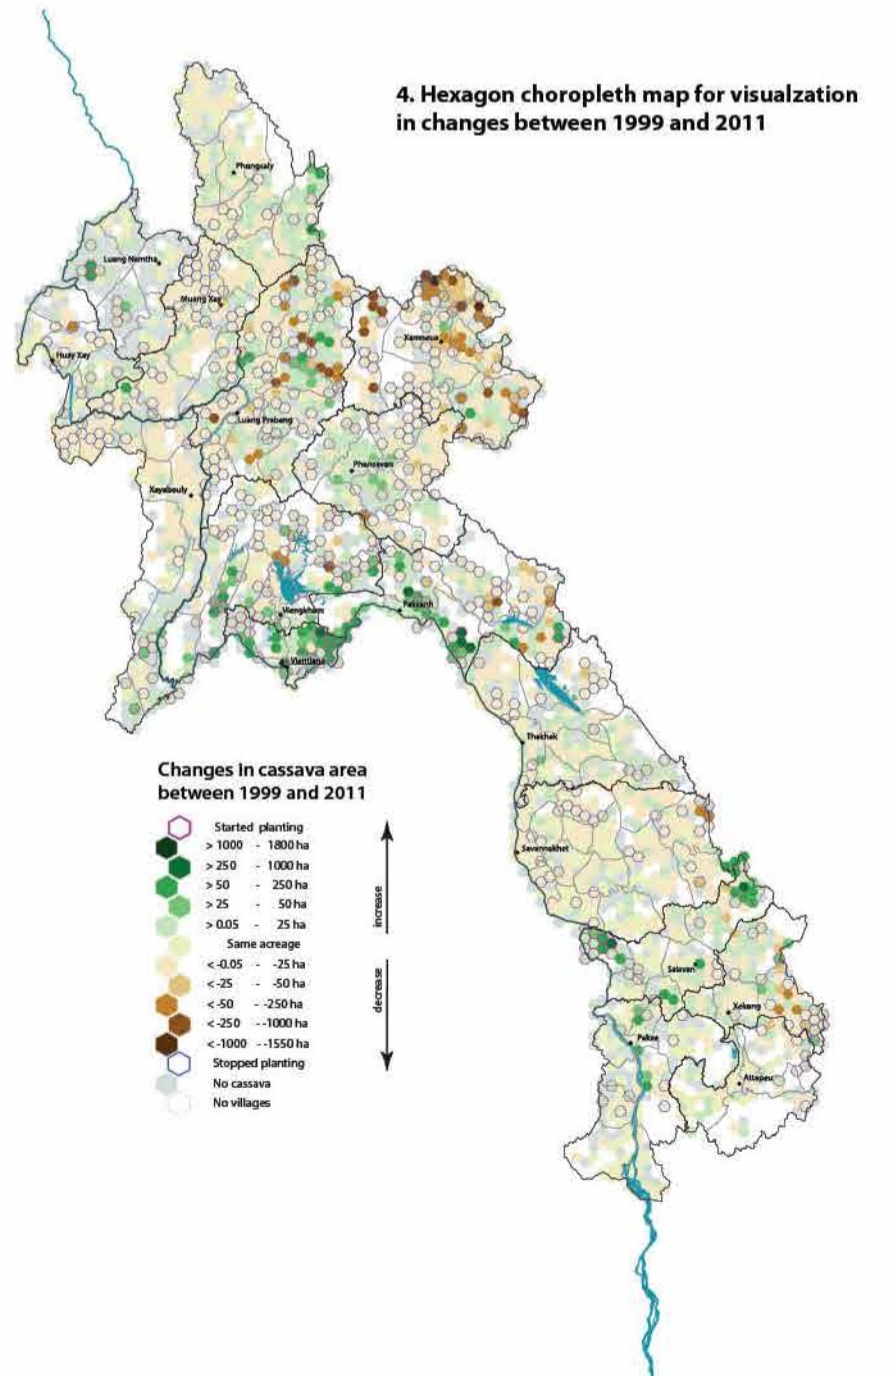 4. Hexagon choropleth map for visualzation
in changes between 1999 and 2011
Phongsaly
Luang Namtha
Muang Xay
Xamneua
Huay Xay
Luang Prabang
Phonsavan
Xayabouly
Viengkham
Pakxanh
Vientiane
Thakhek
Savannakhet
Salavan
Xekong
Pakse
Attapeu
Changes in cassava area
between 1999 and 2011
Started planting
> 1000 - 1800 ha
> 250 - 1000 ha
> 50 - 250 ha
> 25 - 50 ha
> 0.05 - 25 ha
Same acreage
< -0.05 - -25 ha
< -25 - -50 ha
< -50 - -250 ha
< -250 - -1000 ha
< -1000 - -1550 ha
Stopped planting
No cassava
No villages
increase
decrease